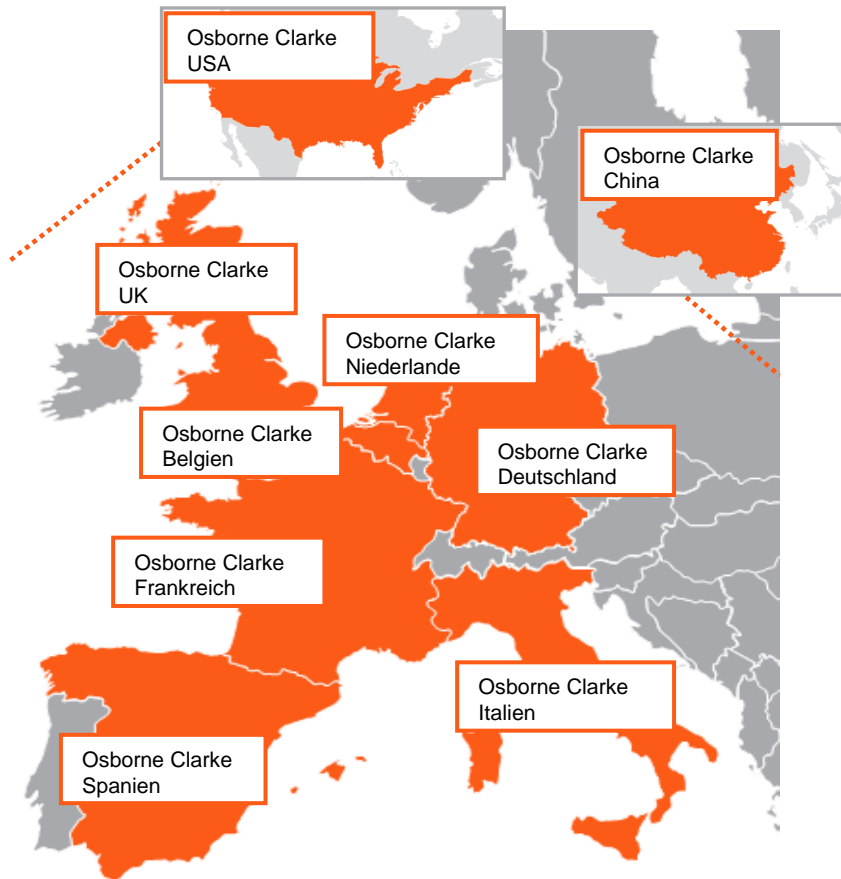 Osborne Clarke
USA
Osborne Clarke
China
Osborne Clarke
UK
Osborne Clarke
Niederlande
Osborne Clarke
Belgien
Osborne Clarke
Deutschland
Osborne Clarke
Frankreich
Osborne Clarke
Italien
Osborne Clarke
Spanien